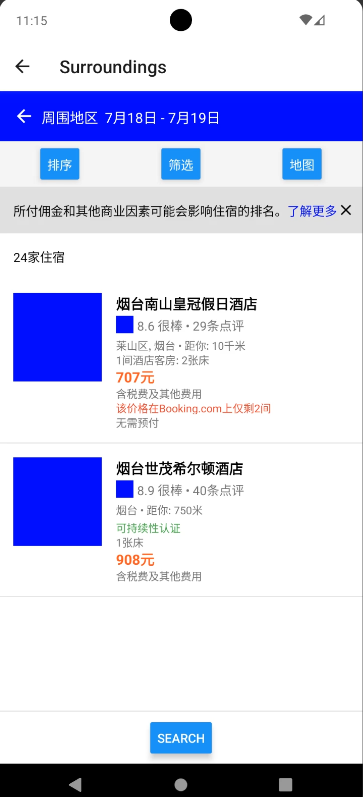 11:15
Surroundings
周围地区 7月18日 - 7月19日
排序 筛选 地图
所付佣金和其他商业因素可能会影响住宿的排名。了解更多
24家住宿
烟台南山皇冠假日酒店
8.6 很棒 • 29条点评
莱山区, 烟台 • 距你: 10千米
1间酒店客房: 2张床
707元
含税费及其他费用
该价格在Booking.com上仅剩2间
无需预付
烟台世茂希尔顿酒店
8.9 很棒 • 40条点评
烟台 • 距你: 750米
可持续性认证
1张床
908元
含税费及其他费用
SEARCH